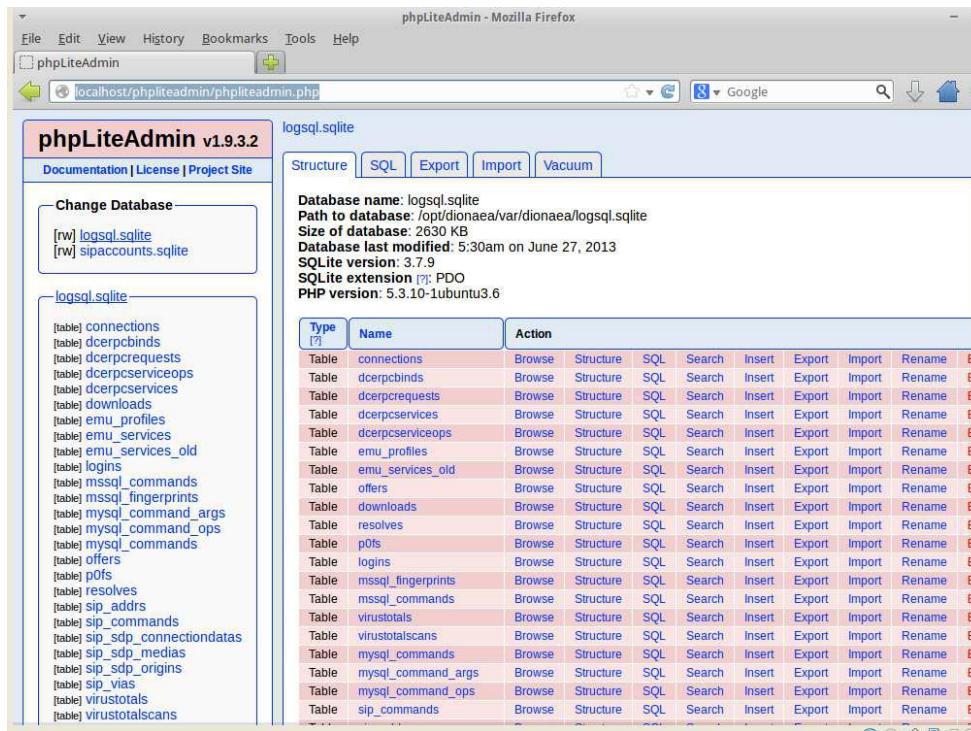 phpLiteAdmin - Mozilla Firefox
File Edit View History Bookmarks Tools Help
phpLiteAdmin
localhost/phpliteadmin/phpliteadmin.php
Google
phpLiteAdmin v1.9.3.2
Documentation | License | Project Site
Change Database
[rw] logsql.sqlite
[rw] sipaccounts.sqlite
logsql.sqlite
[table] connections
[table] dcerpcbinds
[table] dcerpcrequests
[table] dcerpcserviceops
[table] dcerpcservices
[table] downloads
[table] emu_profiles
[table] emu_services
[table] emu_services_old
[table] logins
[table] mssql_commands
[table] mssql_fingerprints
[table] mysql_command_args
[table] mysql_command_ops
[table] mysql_commands
[table] offers
[table] p0fs
[table] resolves
[table] sip_addrs
[table] sip_commands
[table] sip_sdp_connectiondatas
[table] sip_sdp_medias
[table] sip_sdp_origins
[table] sip_vias
[table] virustotals
[table] virustotalscans
logsql.sqlite
Structure SQL Export Import Vacuum
Database name: logsql.sqlite
Path to database: /opt/dionaea/var/dionaea/logsql.sqlite
Size of database: 2630 KB
Database last modified: 5:30am on June 27, 2013
SQLite version: 3.7.9
SQLite extension [?]: PDO
PHP version: 5.3.10-1ubuntu3.6
Type [?] Name Action
Table connections Browse Structure SQL Search Insert Export Import Rename
Table dcerpcbinds Browse Structure SQL Search Insert Export Import Rename
Table dcerpcrequests Browse Structure SQL Search Insert Export Import Rename
Table dcerpcservices Browse Structure SQL Search Insert Export Import Rename
Table dcerpcserviceops Browse Structure SQL Search Insert Export Import Rename
Table emu_profiles Browse Structure SQL Search Insert Export Import Rename
Table emu_services_old Browse Structure SQL Search Insert Export Import Rename
Table offers Browse Structure SQL Search Insert Export Import Rename
Table downloads Browse Structure SQL Search Insert Export Import Rename
Table resolves Browse Structure SQL Search Insert Export Import Rename
Table p0fs Browse Structure SQL Search Insert Export Import Rename
Table logins Browse Structure SQL Search Insert Export Import Rename
Table mssql_fingerprints Browse Structure SQL Search Insert Export Import Rename
Table mssql_commands Browse Structure SQL Search Insert Export Import Rename
Table virustotals Browse Structure SQL Search Insert Export Import Rename
Table virustotalscans Browse Structure SQL Search Insert Export Import Rename
Table mysql_commands Browse Structure SQL Search Insert Export Import Rename
Table mysql_command_args Browse Structure SQL Search Insert Export Import Rename
Table mysql_command_ops Browse Structure SQL Search Insert Export Import Rename
Table sip_commands Browse Structure SQL Search Insert Export Import Rename